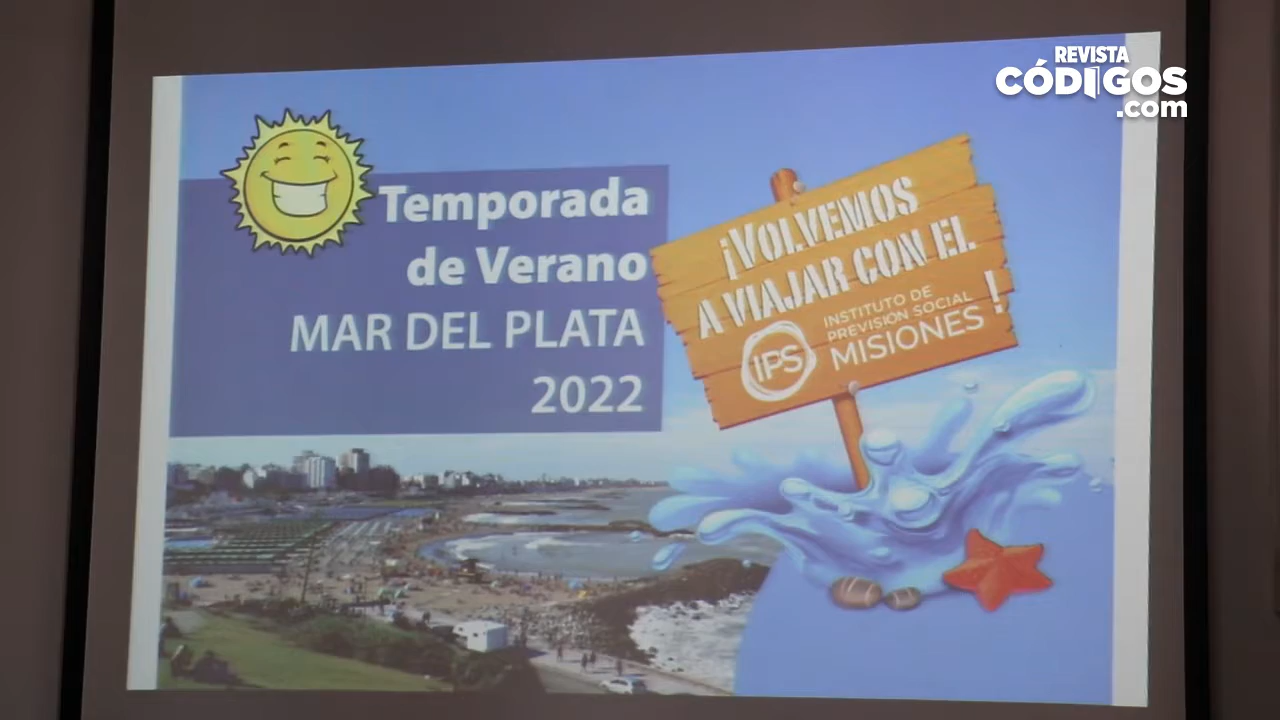 REVISTA
CÓDIGOS
.com
Temporada
de Verano
MAR DEL PLATA
2022
¡VOLVEMOS
A VIAJAR CON EL
IPS
INSTITUTO DE
PREVISIÓN SOCIAL
MISIONES !